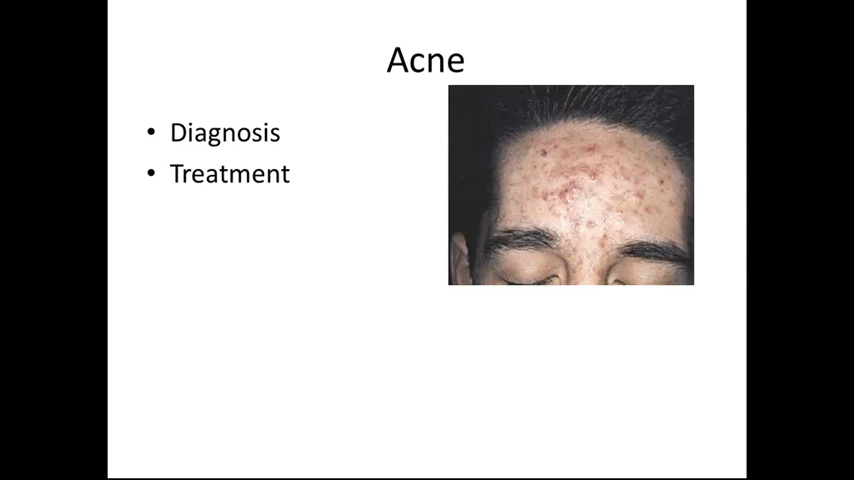 Acne
• Diagnosis
• Treatment